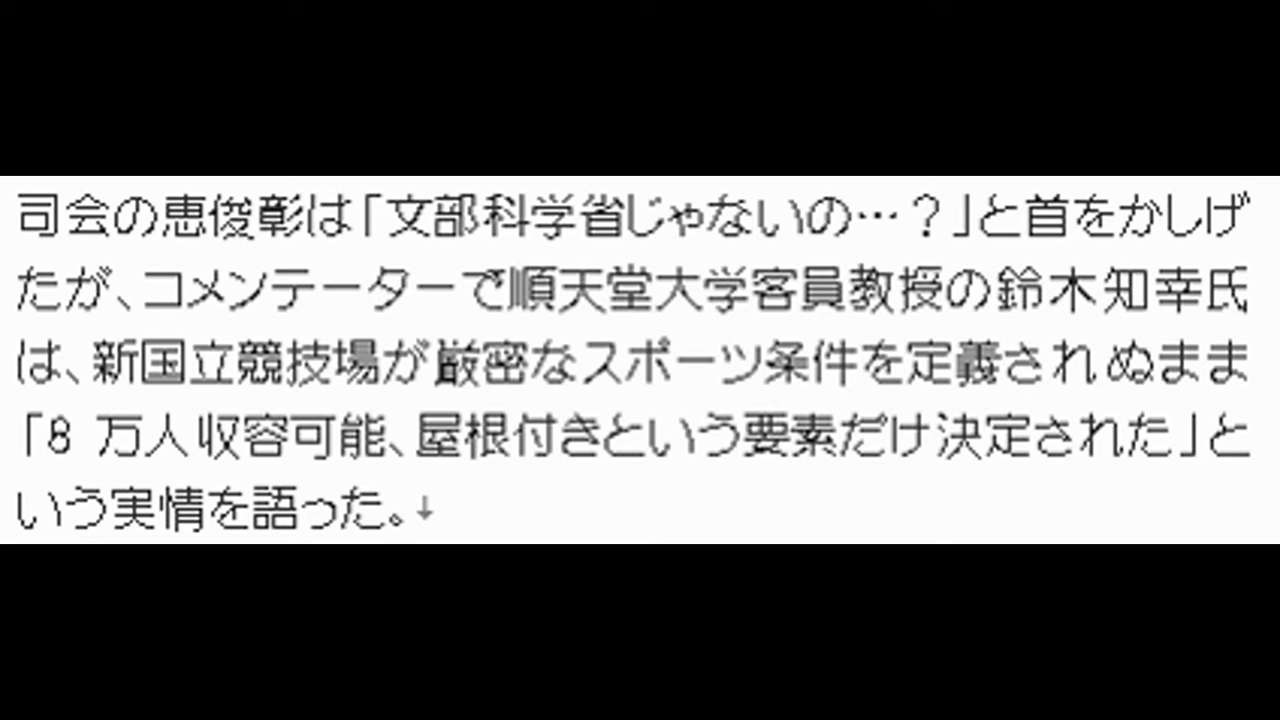 司会の恵俊彰は「文部科学省じゃないの…？」と首をかしげ
たが、コメンテーターで順天堂大学客員教授の鈴木知幸氏
は、新国立競技場が厳密なスポーツ条件を定義されぬまま
「8 万人収容可能、屋根付きという要素だけ決定された」と
いう実情を語った。↓